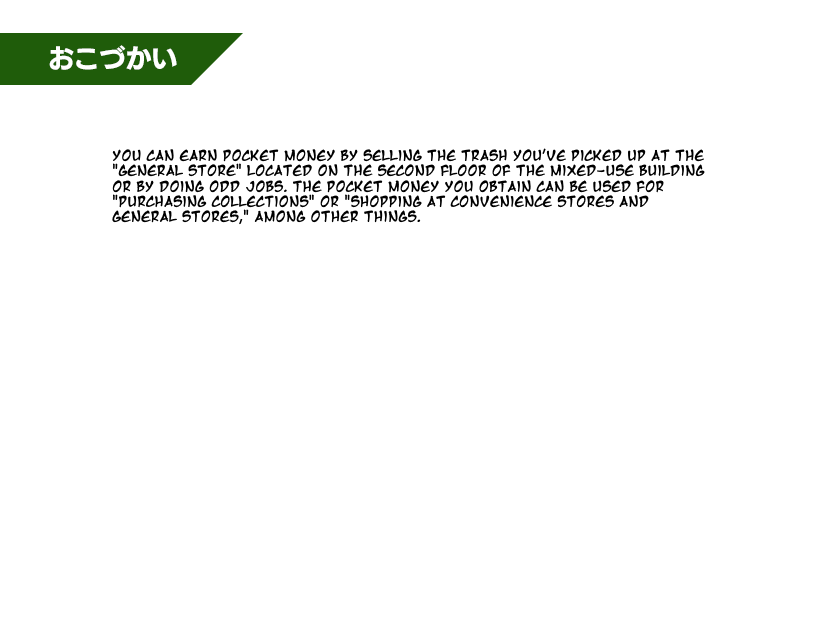 おこづかい
YOU CAN EARN POCKET MONEY BY SELLING THE TRASH YOU'VE PICKED UP AT THE
"GENERAL STORE" LOCATED ON THE SECOND FLOOR OF THE MIXED-USE BUILDING
OR BY DOING ODD JOBS. THE POCKET MONEY YOU OBTAIN CAN BE USED FOR
"PURCHASING COLLECTIONS" OR "SHOPPING AT CONVENIENCE STORES AND
GENERAL STORES," AMONG OTHER THINGS.